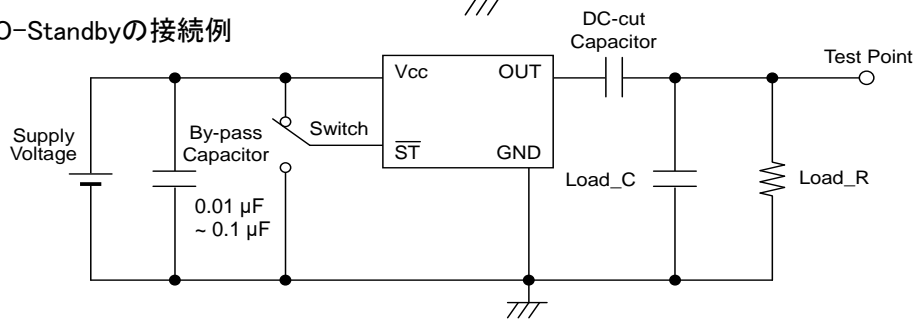 O-Standbyの接続例
DC-cut
Capacitor
Test Point
Vcc
OUT
Supply
Voltage
By-pass
Capacitor
Switch
ST
GND
0.01 µF
~ 0.1 µF
Load_C
Load_R